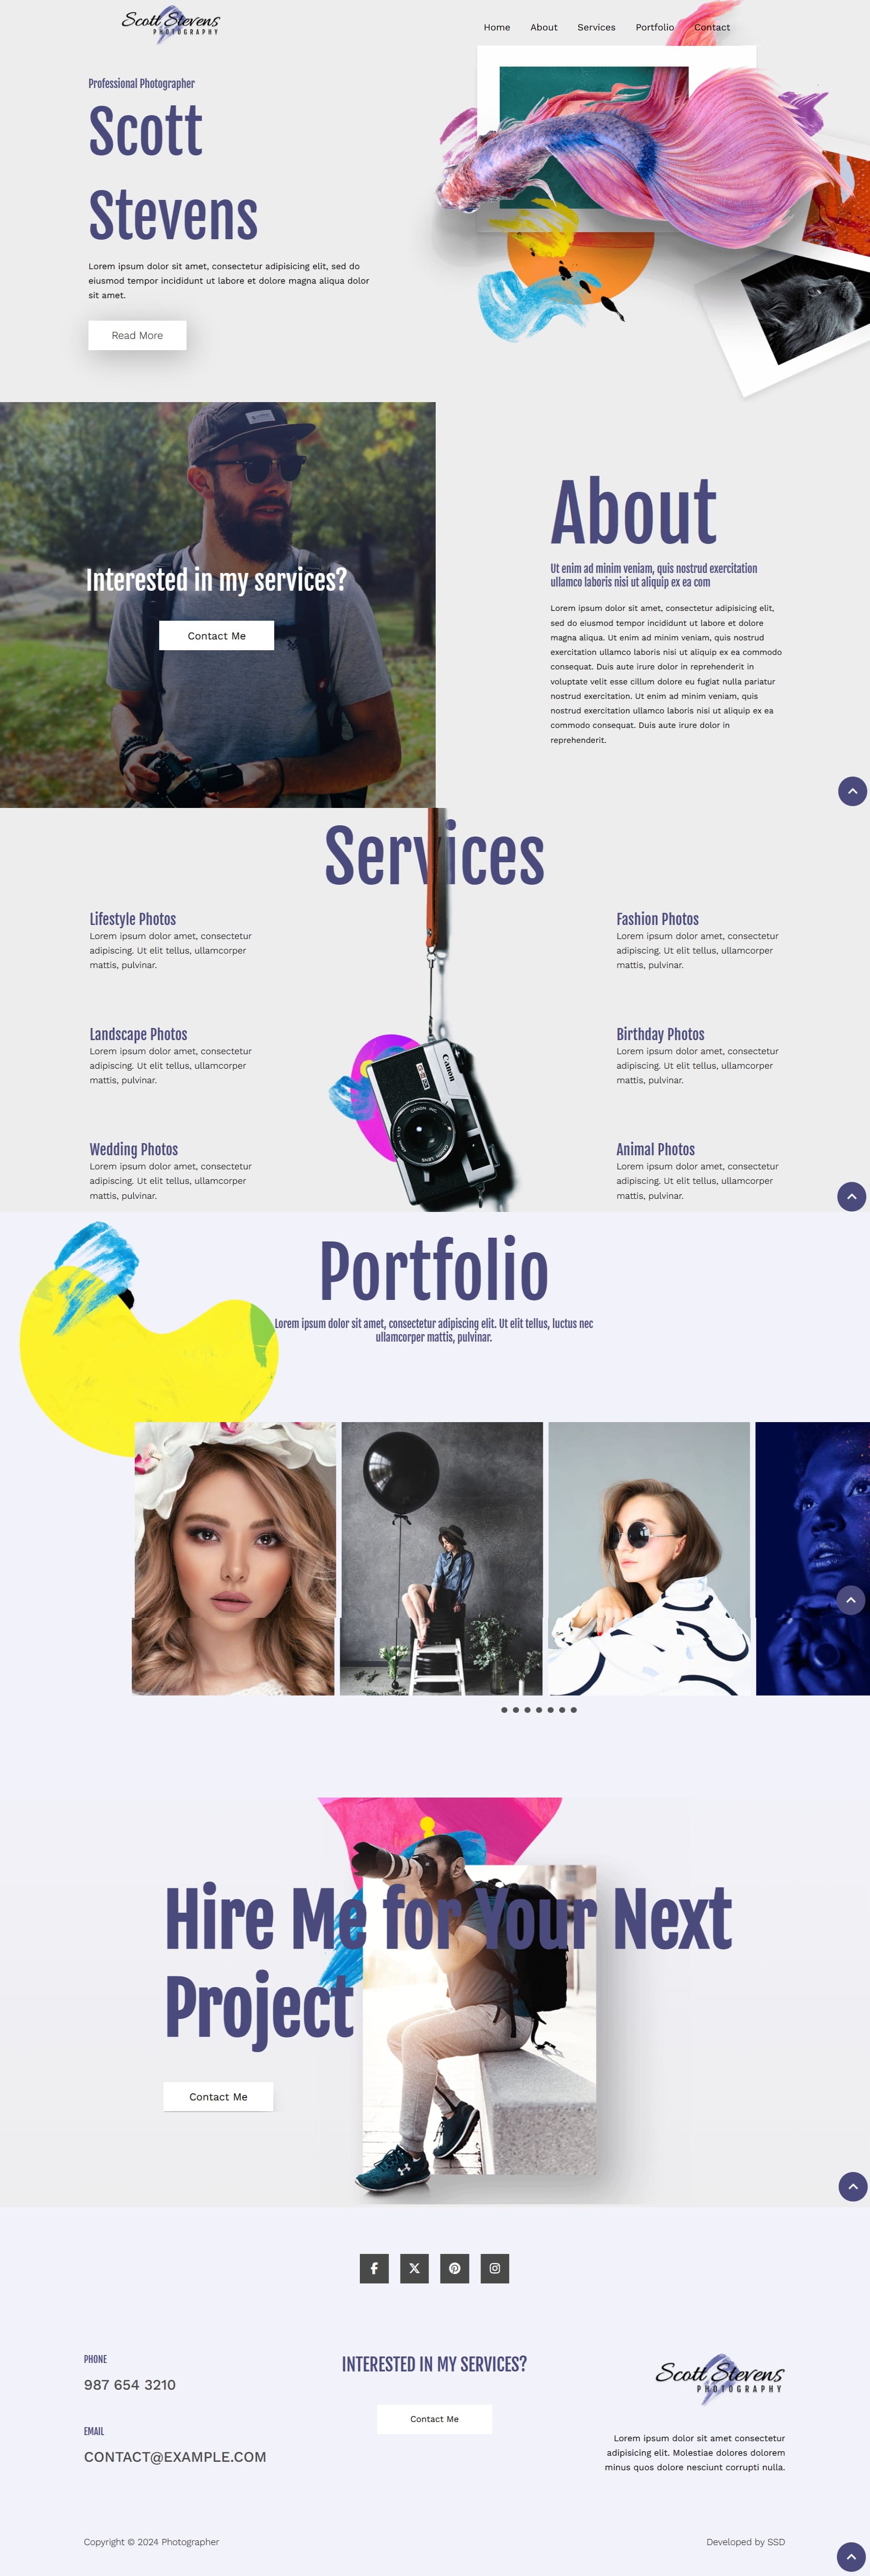 Scott Stevens
PHOTOGRAPHY
Home About Services Portfolio Contact
Professional Photographer
Scott
Stevens
Lorem ipsum dolor sit amet, consectetur adipisicing elit, sed do
eiusmod tempor incididunt ut labore et dolore magna aliqua dolor
sit amet.
Read More
Interested in my services?
Contact Me
About
Ut enim ad minim veniam, quis nostrud exercitation
ullamco laboris nisi ut aliquip ex ea com
Lorem ipsum dolor sit amet, consectetur adipisicing elit,
sed do eiusmod tempor incididunt ut labore et dolore
magna aliqua. Ut enim ad minim veniam, quis nostrud
exercitation ullamco laboris nisi ut aliquip ex ea commodo
consequat. Duis aute irure dolor in reprehenderit in
voluptate velit esse cillum dolore eu fugiat nulla pariatur
nostrud exercitation. Ut enim ad minim veniam, quis
nostrud exercitation ullamco laboris nisi ut aliquip ex ea
commodo consequat. Duis aute irure dolor in
reprehenderit.
Services
Lifestyle Photos
Lorem ipsum dolor sit amet, consectetur
adipiscing. Ut elit tellus, ullamcorper
mattis, pulvinar.
Landscape Photos
Lorem ipsum dolor sit amet, consectetur
adipiscing. Ut elit tellus, ullamcorper
mattis, pulvinar.
Wedding Photos
Lorem ipsum dolor sit amet, consectetur
adipiscing. Ut elit tellus, ullamcorper
mattis, pulvinar.
Canon
CANON INC.
CANON LENS
Fashion Photos
Lorem ipsum dolor sit amet, consectetur
adipiscing. Ut elit tellus, ullamcorper
mattis, pulvinar.
Birthday Photos
Lorem ipsum dolor sit amet, consectetur
adipiscing. Ut elit tellus, ullamcorper
mattis, pulvinar.
Animal Photos
Lorem ipsum dolor sit amet, consectetur
adipiscing. Ut elit tellus, ullamcorper
mattis, pulvinar.
Portfolio
Lorem ipsum dolor sit amet, consectetur adipiscing elit. Ut elit tellus, luctus nec
ullamcorper mattis, pulvinar.
Hire Me for Your Next
Project
Contact Me
PHONE
987 654 3210
EMAIL
CONTACT@EXAMPLE.COM
INTERESTED IN MY SERVICES?
Contact Me
Scott Stevens
PHOTOGRAPHY
Lorem ipsum dolor sit amet consectetur
adipisicing elit. Molestiae dolores dolorem
minus quos dolore nesciunt corrupti nulla.
Copyright © 2024 Photographer
Developed by SSD